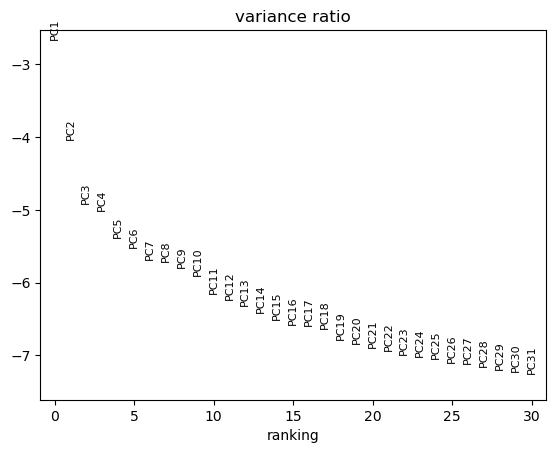 variance ratio
−3
−4
−5
−6
−7
PC1
PC2
PC3
PC4
PC5
PC6
PC7
PC8
PC9
PC10
PC11
PC12
PC13
PC14
PC15
PC16
PC17
PC18
PC19
PC20
PC21
PC22
PC23
PC24
PC25
PC26
PC27
PC28
PC29
PC30
PC31
0 5 10 15 20 25 30
ranking